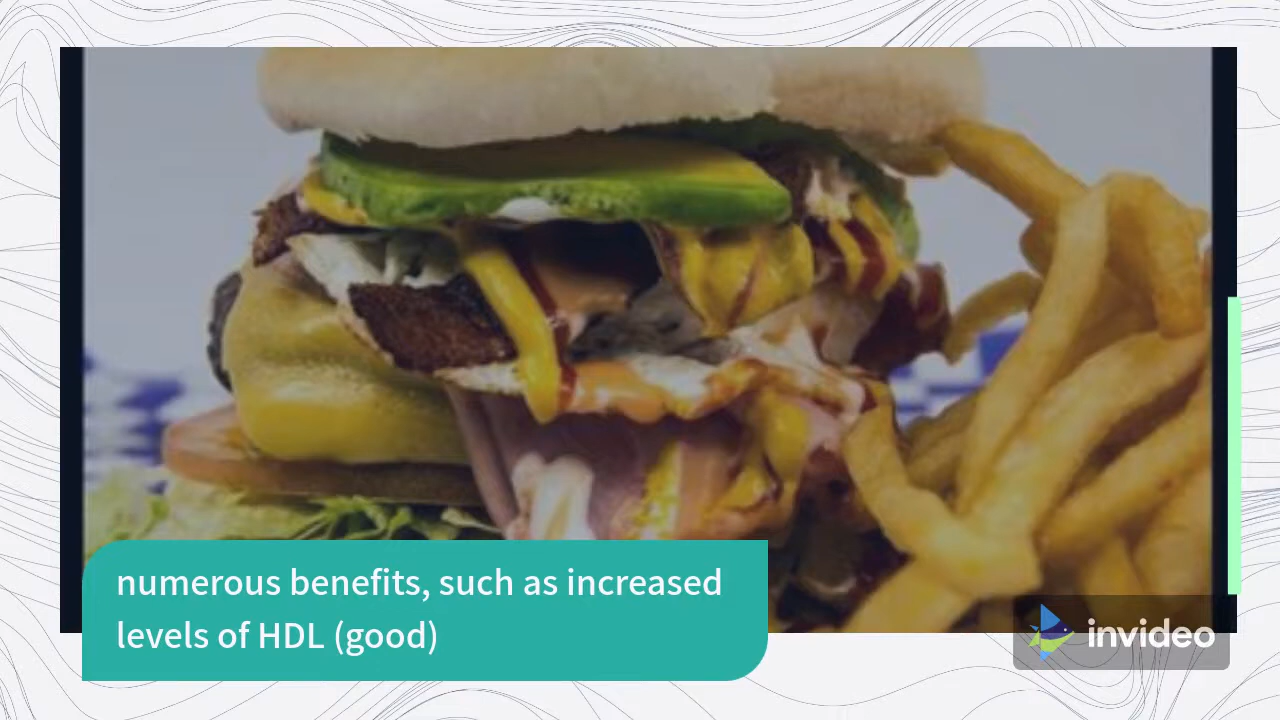 numerous benefits, such as increased
levels of HDL (good)
invideo